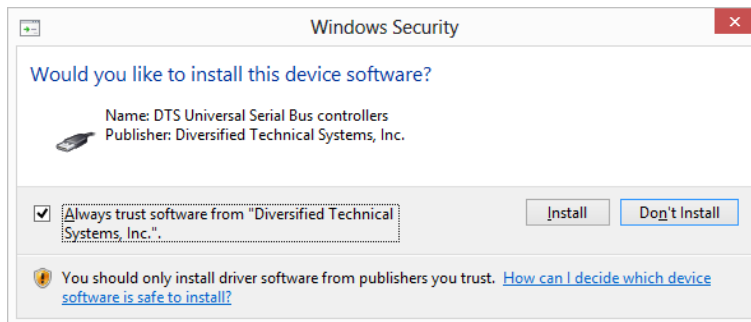 Windows Security
Would you like to install this device software?
Name: DTS Universal Serial Bus controllers
Publisher: Diversified Technical Systems, Inc.
Always trust software from "Diversified Technical
Systems, Inc.".
Install
Don't Install
You should only install driver software from publishers you trust. How can I decide which device
software is safe to install?